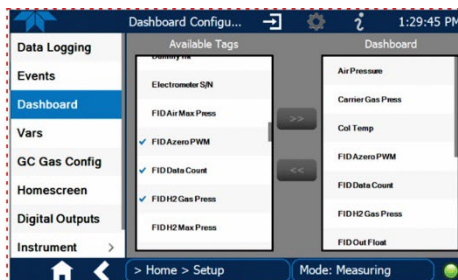 Dashboard Configu... 1:29:45 PM
Data Logging
Events
Dashboard
Vars
GC Gas Config
Homescreen
Digital Outputs
Instrument >
Available Tags
Electrometer S/N
FID Air Max Press
FID Azero PWM
FID Data Count
FID H2 Gas Press
FID H2 Max Press
>>
<<
Dashboard
Air Pressure
Carrier Gas Press
Col Temp
FID Azero PWM
FID Data Count
FID H2 Gas Press
FID Out Float
> Home > Setup
Mode: Measuring